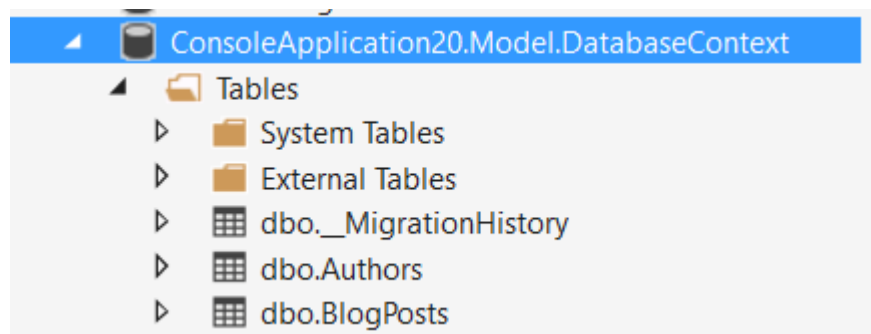 ConsoleApplication20.Model.DatabaseContext
Tables
System Tables
External Tables
dbo.__MigrationHistory
dbo.Authors
dbo.BlogPosts